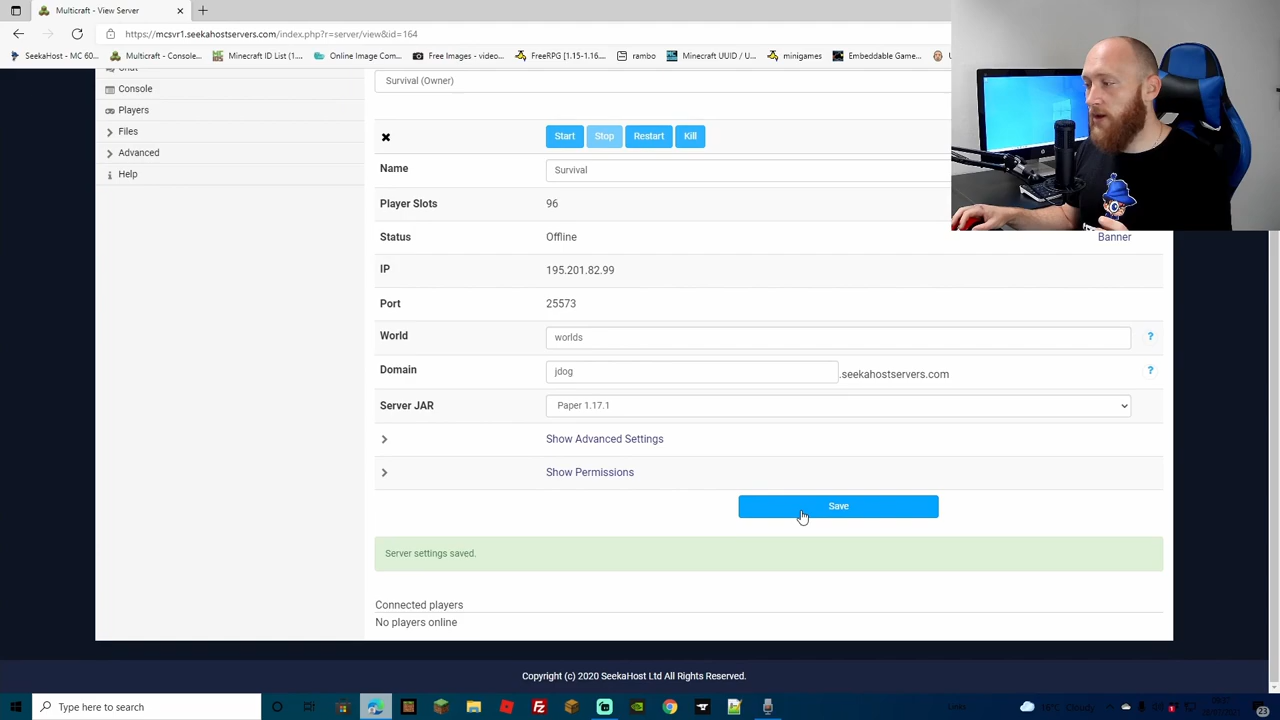 Multicraft - View Server
https://mcsvr1.seekahostservers.com/index.php?r=server/view&id=164
SeekaHost - MC 60... Multicraft - Console... Minecraft ID List (1... Online Image Com... Free Images - video... FreeRPG [1.15-1.16... rambo Minecraft UUID / U... minigames Embeddable Game...
Chat
Console
Players
Files
Advanced
Help
Survival (Owner)
Start Stop Restart Kill
Name Survival
Player Slots 96
Status Offline Banner
IP 195.201.82.99
Port 25573
World worlds ?
Domain jdog .seekahostservers.com ?
Server JAR Paper 1.17.1
Show Advanced Settings
Show Permissions
Save
Server settings saved.
Connected players
No players online
Copyright (c) 2020 SeekaHost Ltd All Rights Reserved.
Type here to search
Links
16°C Cloudy
23